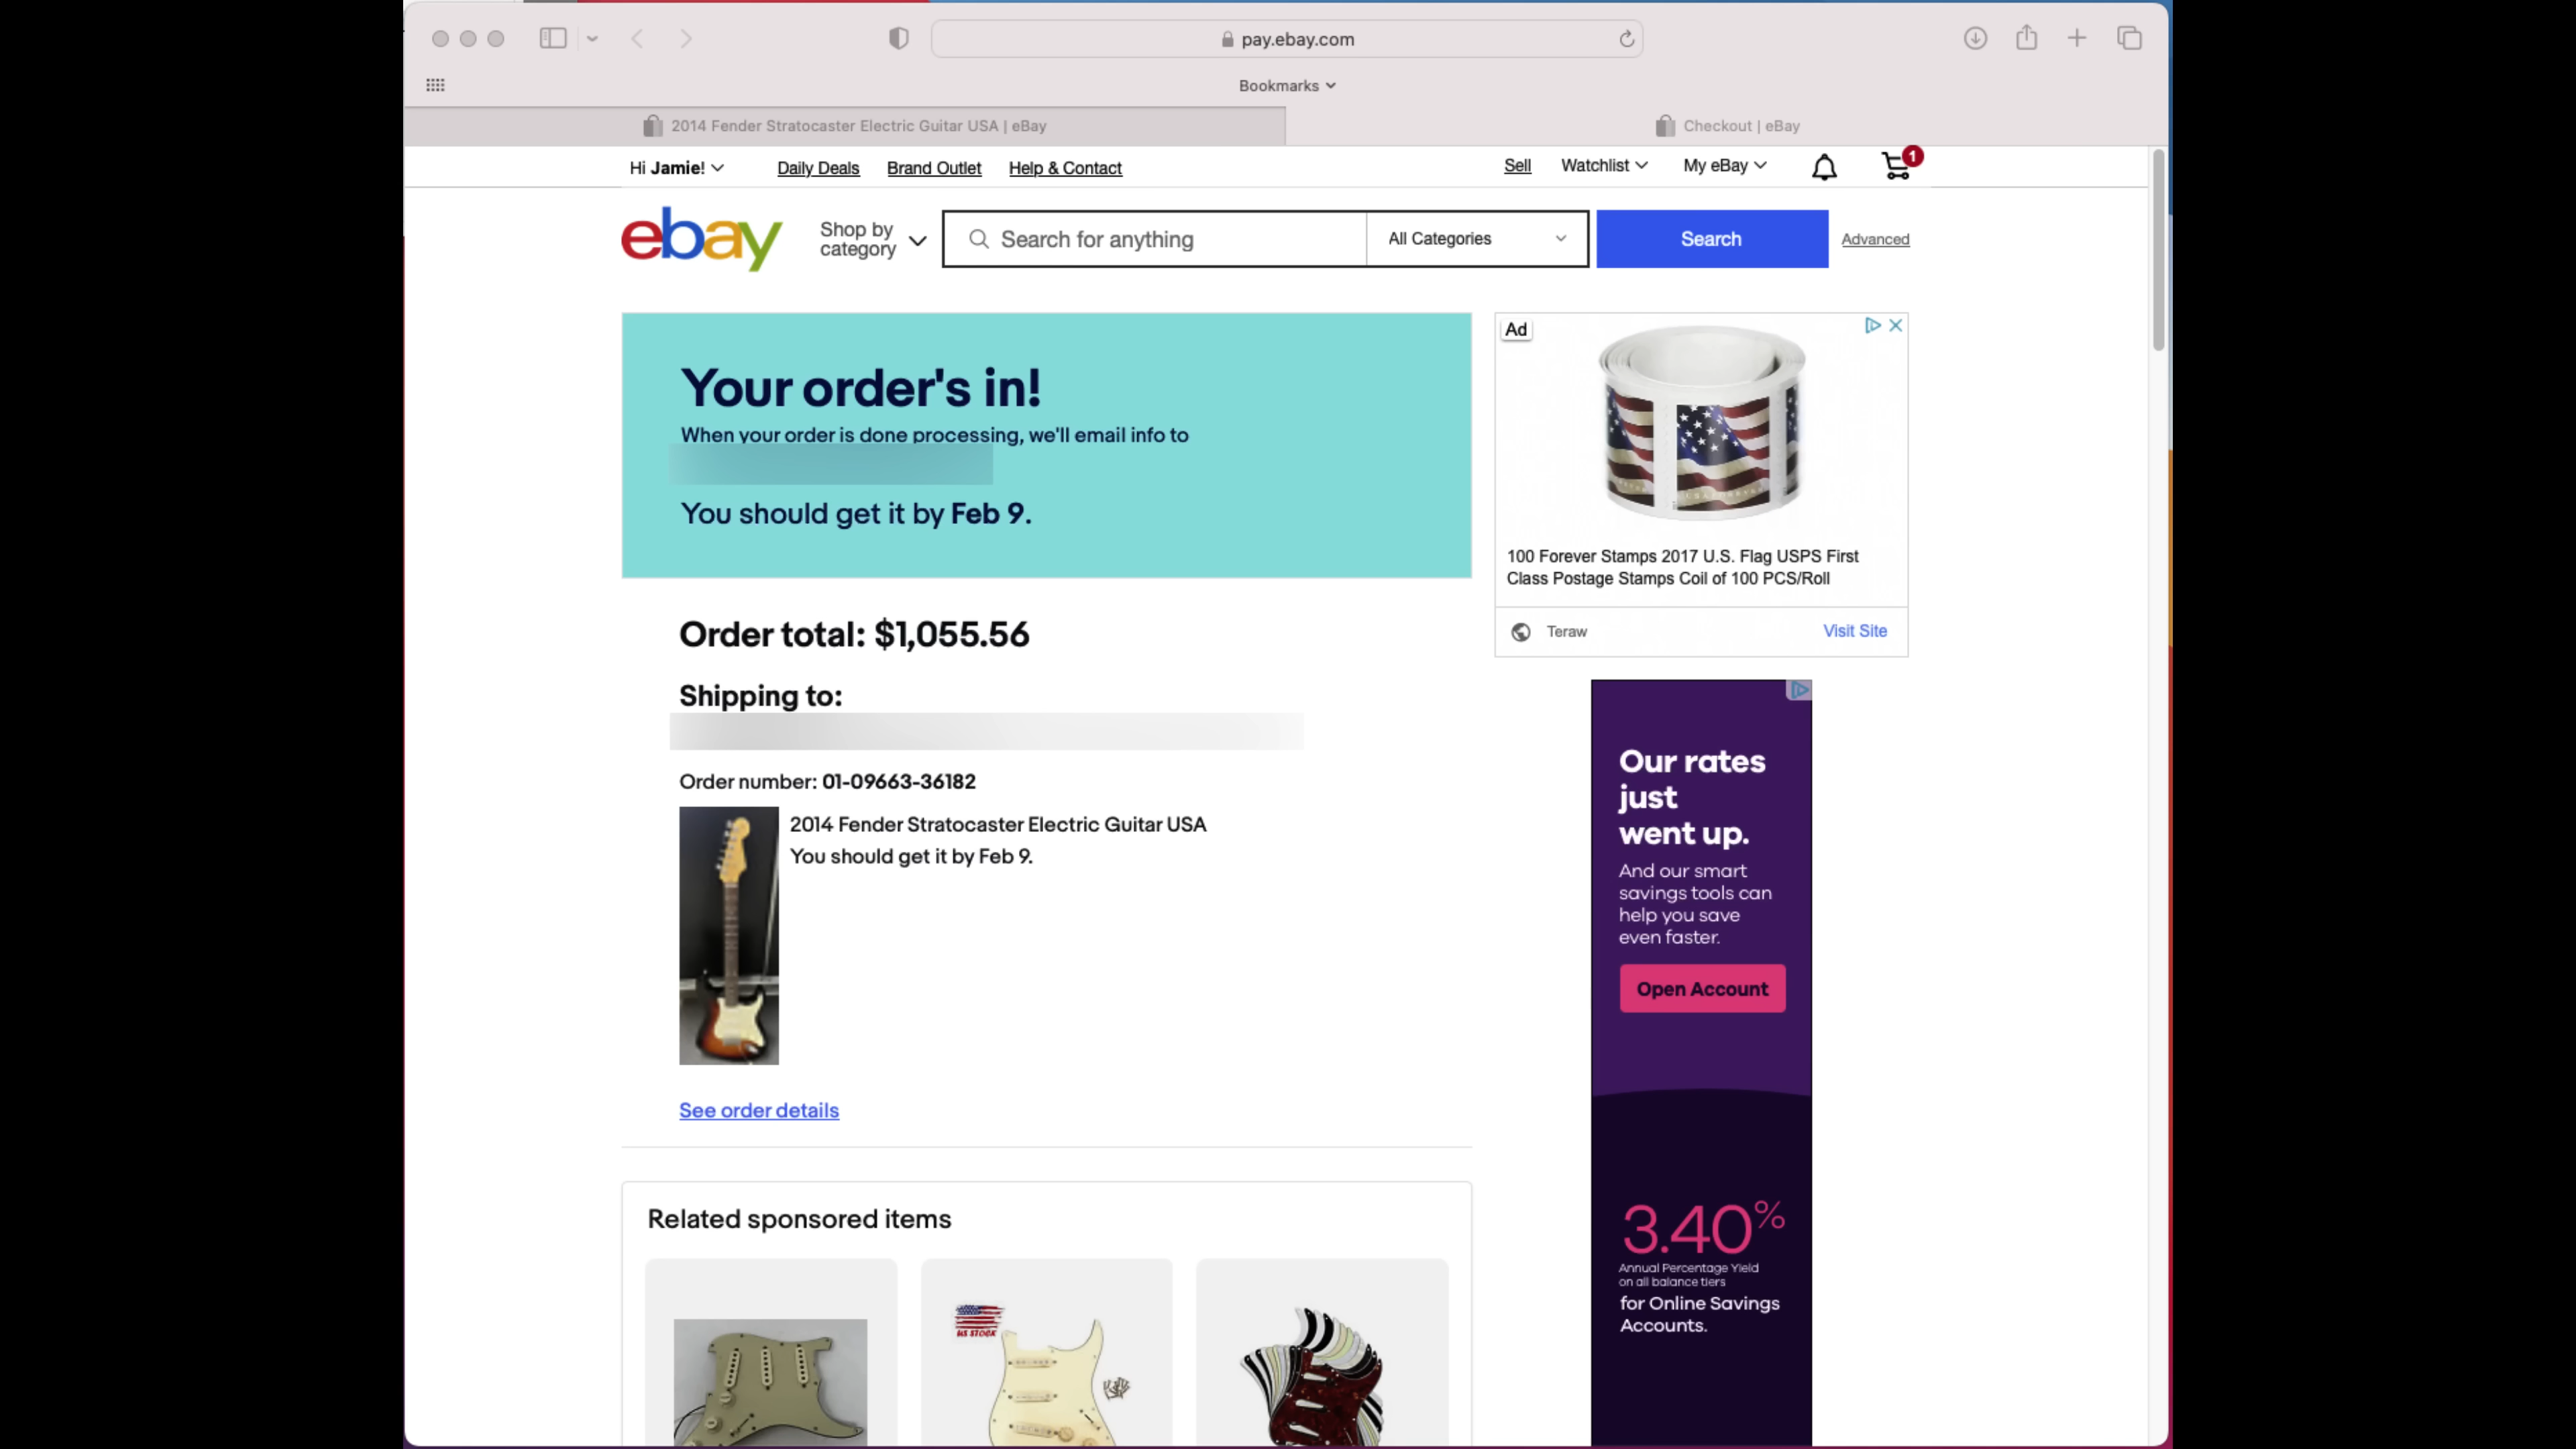 pay.ebay.com
Bookmarks
2014 Fender Stratocaster Electric Guitar USA | eBay
Checkout | eBay
Hi Jamie!
Daily Deals
Brand Outlet
Help & Contact
Sell
Watchlist
My eBay
1
ebay
Shop by
category
Search for anything
All Categories
Search
Advanced
Your order's in!
When your order is done processing, we'll email info to
You should get it by Feb 9.
Order total: $1,055.56
Shipping to:
Order number: 01-09663-36182
2014 Fender Stratocaster Electric Guitar USA
You should get it by Feb 9.
See order details
Related sponsored items
US STOCK
Ad
100 Forever Stamps 2017 U.S. Flag USPS First
Class Postage Stamps Coil of 100 PCS/Roll
Teraw
Visit Site
Our rates
just
went up.
And our smart
savings tools can
help you save
even faster.
Open Account
3.40%
Annual Percentage Yield
on all balance tiers
for Online Savings
Accounts.